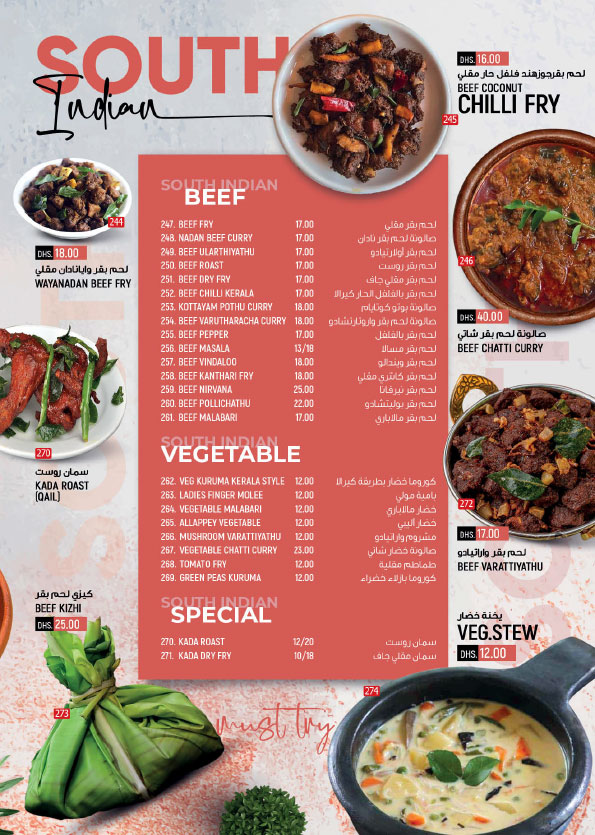 SOUTH
Indian
DHS. 16.00
لحم بقرجوزهند فلفل حار مقلي
BEEF COCONUT
CHILLI FRY
245
244
DHS. 18.00
لحم بقر وايانادان مقلي
WAYANADAN BEEF FRY
246
DHS. 40.00
صالونة لحم بقر شاتي
BEEF CHATTI CURRY
270
سمان روست
KADA ROAST
(QAIL)
272
DHS. 17.00
لحم بقر واراتيادو
BEEF VARATTIYATHU
كيزي لحم بقر
BEEF KIZHI
DHS. 25.00
273
يخنة خضار
VEG.STEW
DHS. 12.00
274
SOUTH INDIAN
BEEF
247. BEEF FRY 17.00 لحم بقر مقلي
248. NADAN BEEF CURRY 17.00 صالونة لحم بقر نادان
249. BEEF ULARTHIYATHU 17.00 لحم بقر أولارتيادو
250. BEEF ROAST 17.00 لحم بقر روست
251. BEEF DRY FRY 17.00 لحم بقر مقلي جاف
252. BEEF CHILLI KERALA 17.00 لحم بقر بالفلفل الحار كيرالا
253. KOTTAYAM POTHU CURRY 18.00 صالونة بوتو كوتايام
254. BEEF VARUTHARACHA CURRY 18.00 صالونة لحم بقر واروتارتشادو
255. BEEF PEPPER 17.00 لحم بقر بالفلفل
256. BEEF MASALA 13/18 لحم بقر مسالا
257. BEEF VINDALOO 18.00 لحم بقر ويندالو
258. BEEF KANTHARI FRY 18.00 لحم بقر كانتري مقلي
259. BEEF NIRVANA 25.00 لحم بقر نيرفانا
260. BEEF POLLICHATHU 22.00 لحم بقر بوليتشادو
261. BEEF MALABARI 17.00 لحم بقر مالاباري
SOUTH INDIAN
VEGETABLE
262. VEG KURUMA KERALA STYLE 12.00 كوروما خضار بطريقة كيرالا
263. LADIES FINGER MOLEE 12.00 بامية مولي
264. VEGETABLE MALABARI 12.00 خضار مالاباري
265. ALLAPPEY VEGETABLE 12.00 خضار أليبي
266. MUSHROOM VARATTIYATHU 12.00 مشروم واراتيادو
267. VEGETABLE CHATTI CURRY 23.00 صالونة خضار شاتي
268. TOMATO FRY 12.00 طماطم مقلية
269. GREEN PEAS KURUMA 12.00 كوروما بازلاء خضراء
SOUTH INDIAN
SPECIAL
270. KADA ROAST 12/20 سمان روست
271. KADA DRY FRY 10/18 سمان مقلي جاف
must try